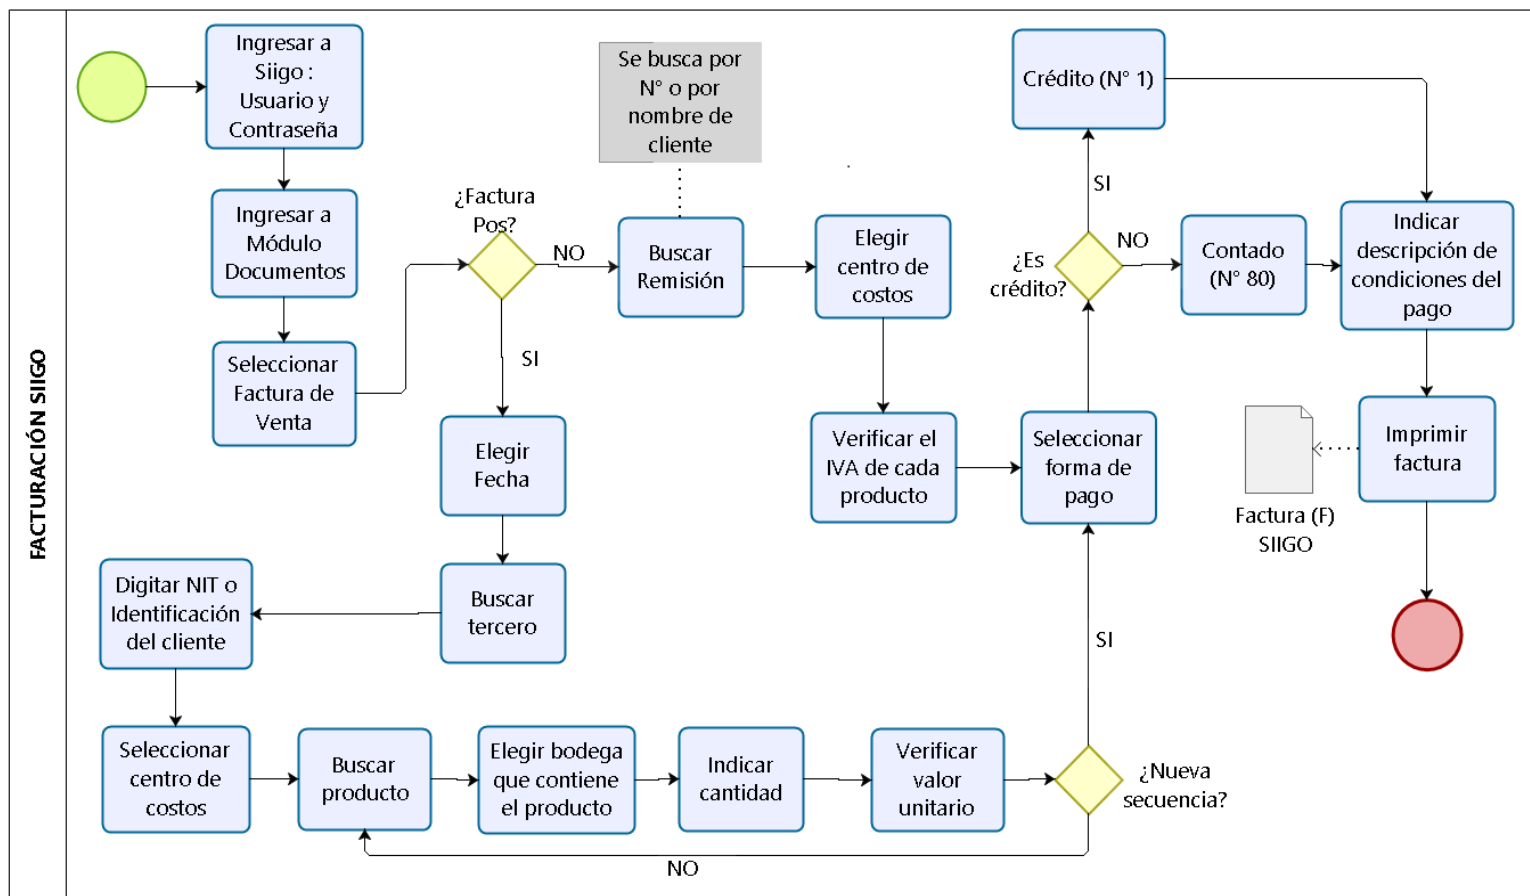 FACTURACIÓN SIIGO
Ingresar a
Siigo :
Usuario y
Contraseña
Ingresar a
Módulo
Documentos
Seleccionar
Factura de
Venta
¿Factura
Pos?
NO
SI
Se busca por
N° o por
nombre de
cliente
Buscar
Remisión
Elegir
centro de
costos
Verificar el
IVA de cada
producto
Seleccionar
forma de
pago
¿Es
crédito?
SI
NO
Crédito (N° 1)
Contado
(N° 80)
Indicar
descripción de
condiciones del
pago
Imprimir
factura
Factura (F)
SIIGO
Elegir
Fecha
Buscar
tercero
Digitar NIT o
Identificación
del cliente
Seleccionar
centro de
costos
Buscar
producto
Elegir bodega
que contiene
el producto
Indicar
cantidad
Verificar
valor
unitario
¿Nueva
secuencia?
SI
NO